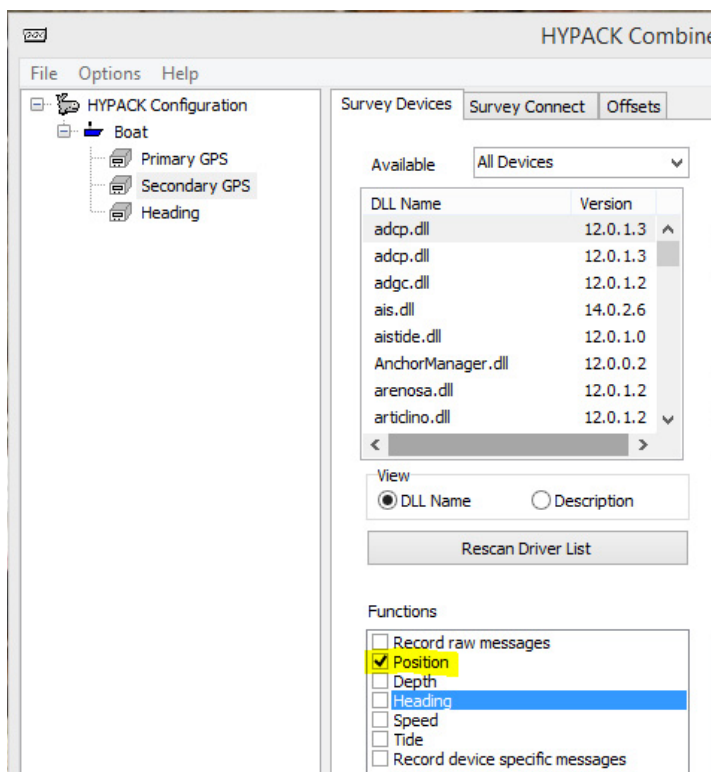 HYPACK Combine
File Options Help
HYPACK Configuration
Boat
Primary GPS
Secondary GPS
Heading
Survey Devices Survey Connect Offsets
Available All Devices
DLL Name Version
adcp.dll 12.0.1.3
adcp.dll 12.0.1.3
adgc.dll 12.0.1.2
ais.dll 14.0.2.6
aistide.dll 12.0.1.0
AnchorManager.dll 12.0.0.2
arenosa.dll 12.0.1.2
articlino.dll 12.0.1.2
View
DLL Name Description
Rescan Driver List
Functions
Record raw messages
Position
Depth
Heading
Speed
Tide
Record device specific messages